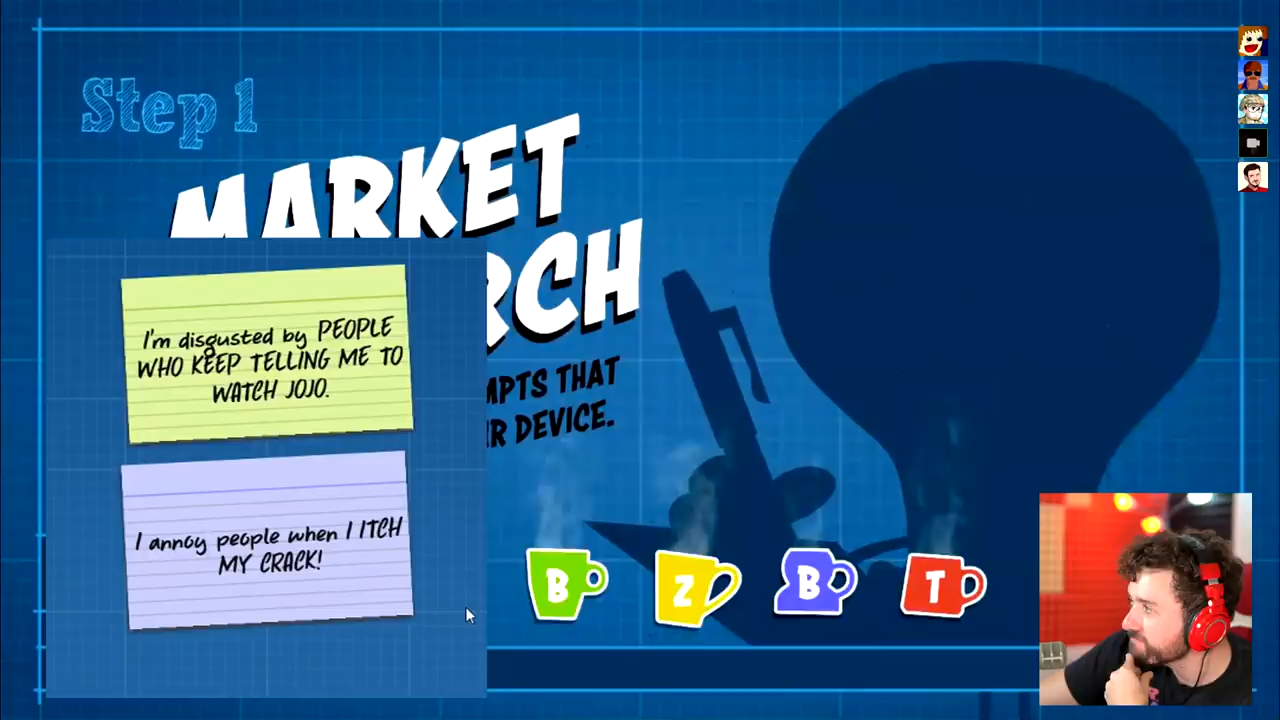 Step 1
MARKET
RCH
MPTS THAT
R DEVICE.
I'm disgusted by PEOPLE
WHO KEEP TELLING ME TO
WATCH JOJO.
I annoy people when I ITCH
MY CRACK!
B
Z
B
T